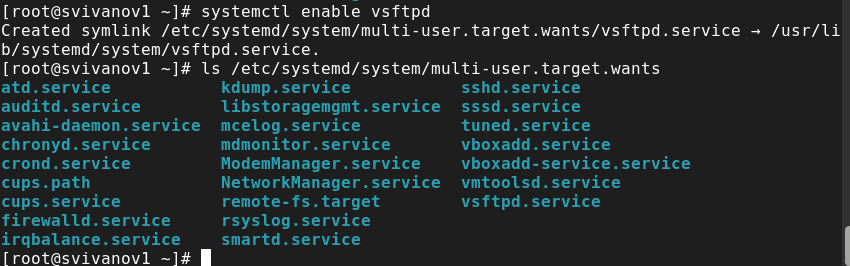 [root@svivanov1 ~]# systemctl enable vsftpd
Created symlink /etc/systemd/system/multi-user.target.wants/vsftpd.service → /usr/li
b/systemd/system/vsftpd.service.
[root@svivanov1 ~]# ls /etc/systemd/system/multi-user.target.wants
atd.service            kdump.service          sshd.service
auditd.service         libstoragemgmt.service  sssd.service
avahi-daemon.service   mcelog.service         tuned.service
chronyd.service        mdmonitor.service      vboxadd.service
crond.service          ModemManager.service   vboxadd-service.service
cups.path              NetworkManager.service  vmtoolsd.service
cups.service           remote-fs.target       vsftpd.service
firewalld.service      rsyslog.service
irqbalance.service     smartd.service
[root@svivanov1 ~]#